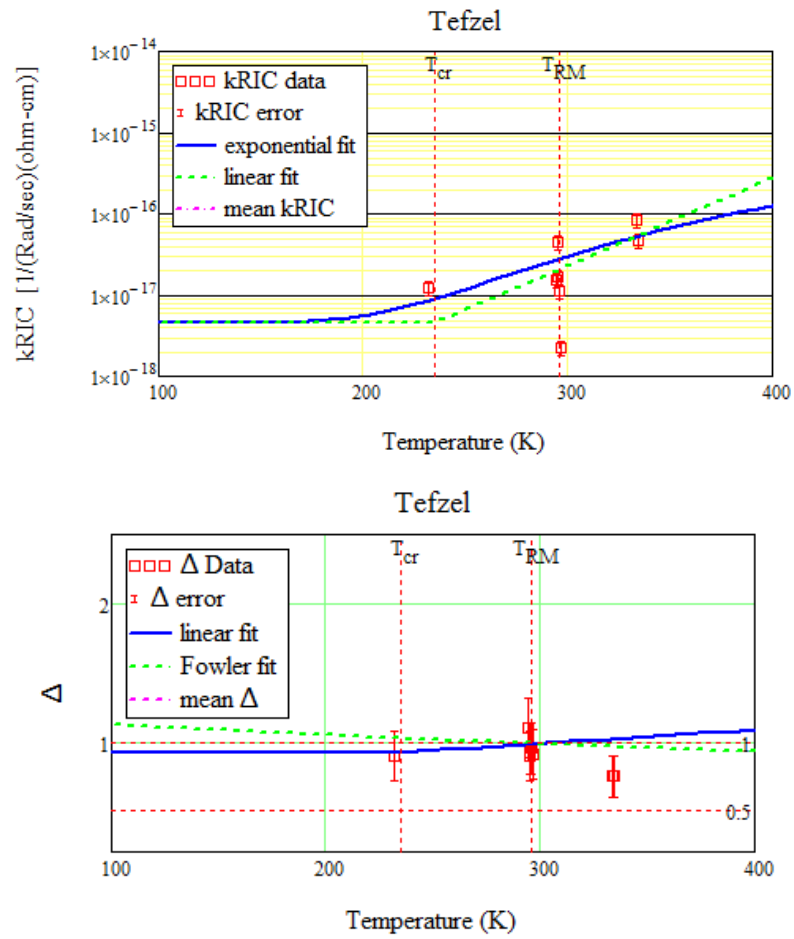 Tefzel
1×10⁻¹⁴
1×10⁻¹⁵
1×10⁻¹⁶
1×10⁻¹⁷
1×10⁻¹⁸
kRIC [1/(Rad/sec)(ohm-cm)]
T_cr
T_RM
kRIC data
kRIC error
exponential fit
linear fit
mean kRIC
100 200 300 400
Temperature (K)
Tefzel
2
1
Δ
T_cr
T_RM
Δ Data
Δ error
linear fit
Fowler fit
mean Δ
1
0.5
100 200 300 400
Temperature (K)